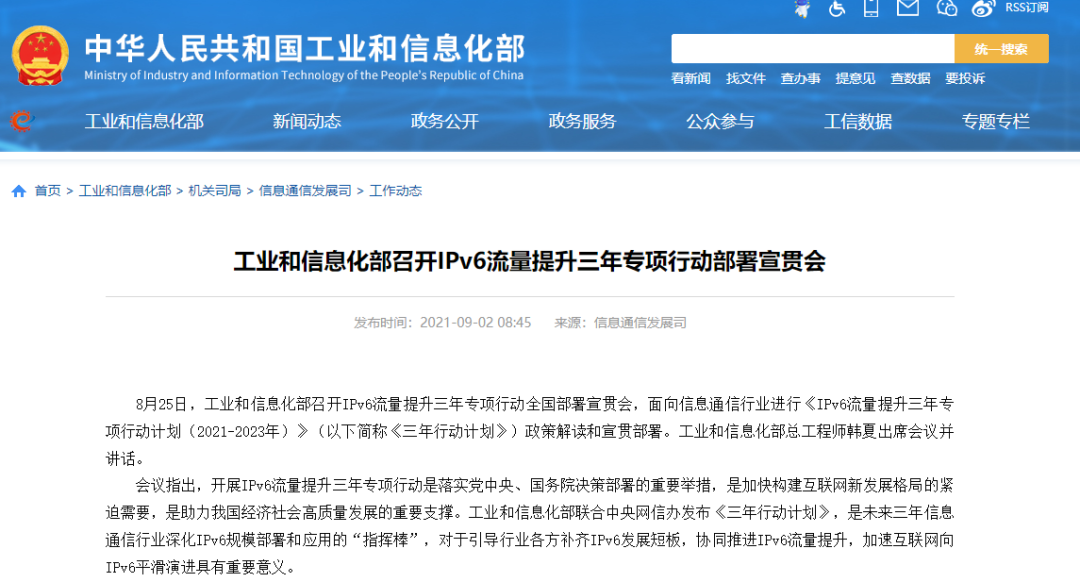 RSS订阅
中华人民共和国工业和信息化部
Ministry of Industry and Information Technology of the People's Republic of China
统一搜索
看新闻 找文件 查办事 提意见 查数据 要投诉
工业和信息化部 新闻动态 政务公开 政务服务 公众参与 工信数据 专题专栏
首页 > 工业和信息化部 > 机关司局 > 信息通信发展司 > 工作动态
工业和信息化部召开IPv6流量提升三年专项行动部署宣贯会
发布时间：2021-09-02 08:45 来源：信息通信发展司
8月25日，工业和信息化部召开IPv6流量提升三年专项行动全国部署宣贯会，面向信息通信行业进行《IPv6流量提升三年专
项行动计划（2021-2023年）》（以下简称《三年行动计划》）政策解读和宣贯部署。工业和信息化部总工程师韩夏出席会议并
讲话。
会议指出，开展IPv6流量提升三年专项行动是落实党中央、国务院决策部署的重要举措，是加快构建互联网新发展格局的紧
迫需要，是助力我国经济社会高质量发展的重要支撑。工业和信息化部联合中央网信办发布《三年行动计划》，是未来三年信息
通信行业深化IPv6规模部署和应用的“指挥棒”，对于引导行业各方补齐IPv6发展短板，协同推进IPv6流量提升，加速互联网向
IPv6平滑演进具有重要意义。